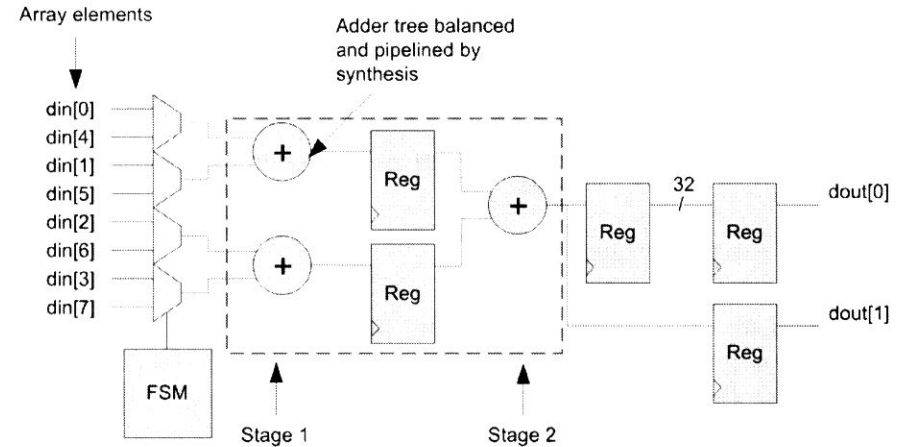 Array elements
Adder tree balanced
and pipelined by
synthesis
din[0]
din[4]
din[1]
din[5]
din[2]
din[6]
din[3]
din[7]
+
+
+
Reg
Reg
Reg
32
Reg
dout[0]
Reg
dout[1]
FSM
Stage 1
Stage 2